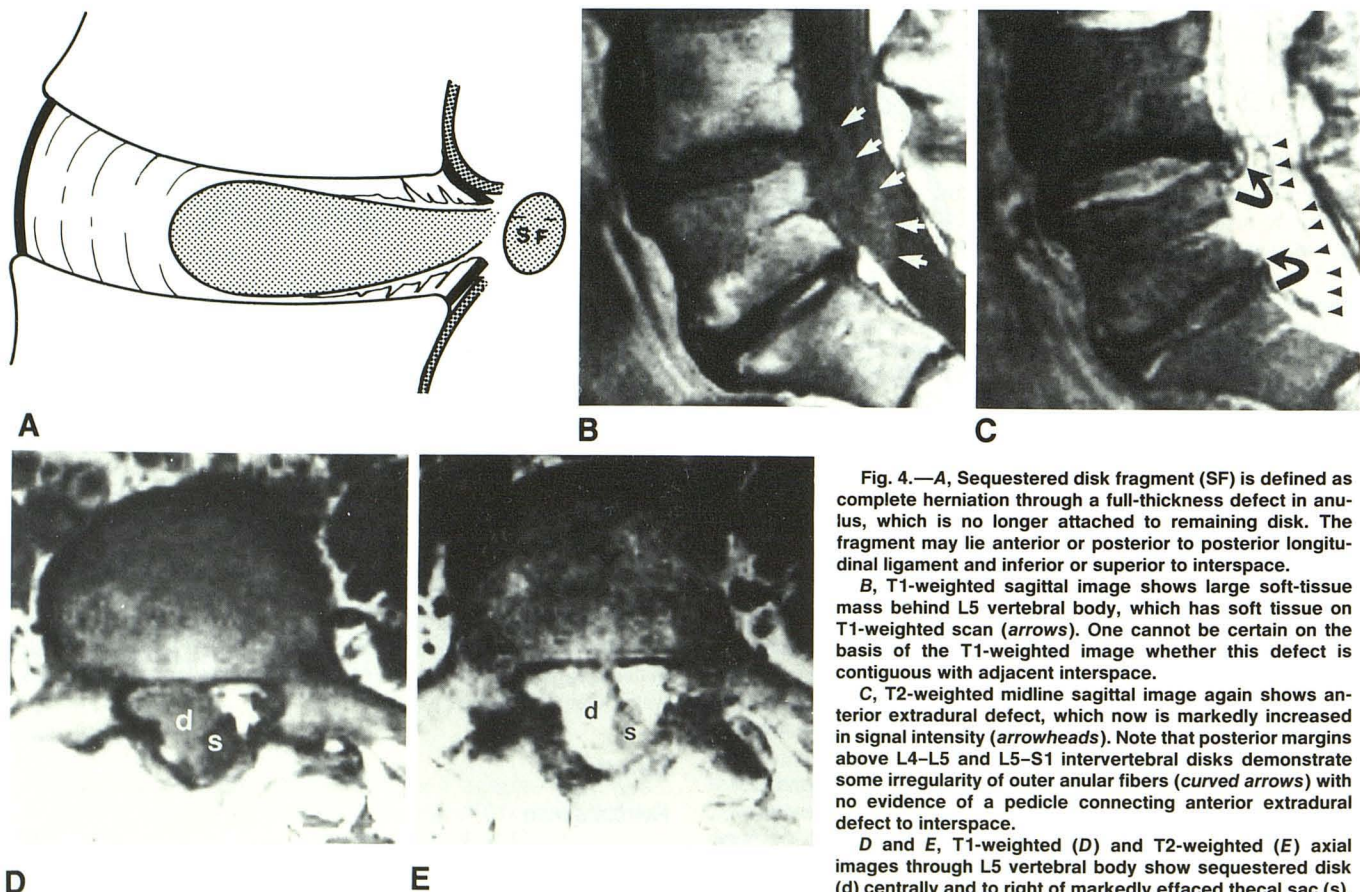 SF
A
B
C
d
s
d
s
D
E
Fig. 4.—A, Sequestered disk fragment (SF) is defined as
complete herniation through a full-thickness defect in anu-
lus, which is no longer attached to remaining disk. The
fragment may lie anterior or posterior to posterior longitu-
dinal ligament and inferior or superior to interspace.
B, T1-weighted sagittal image shows large soft-tissue
mass behind L5 vertebral body, which has soft tissue on
T1-weighted scan (arrows). One cannot be certain on the
basis of the T1-weighted image whether this defect is
contiguous with adjacent interspace.
C, T2-weighted midline sagittal image again shows an-
terior extradural defect, which now is markedly increased
in signal intensity (arrowheads). Note that posterior margins
above L4–L5 and L5–S1 intervertebral disks demonstrate
some irregularity of outer anular fibers (curved arrows) with
no evidence of a pedicle connecting anterior extradural
defect to interspace.
D and E, T1-weighted (D) and T2-weighted (E) axial
images through L5 vertebral body show sequestered disk
(d) centrally and to right of markedly effaced thecal sac (s).